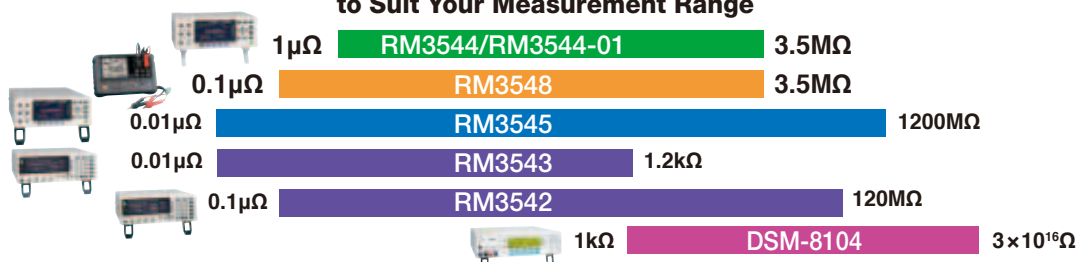 to Suit Your Measurement Range
1µΩ RM3544/RM3544-01 3.5MΩ
0.1µΩ RM3548 3.5MΩ
0.01µΩ RM3545 1200MΩ
0.01µΩ RM3543 1.2kΩ
0.1µΩ RM3542 120MΩ
1kΩ DSM-8104 3×10¹⁶Ω